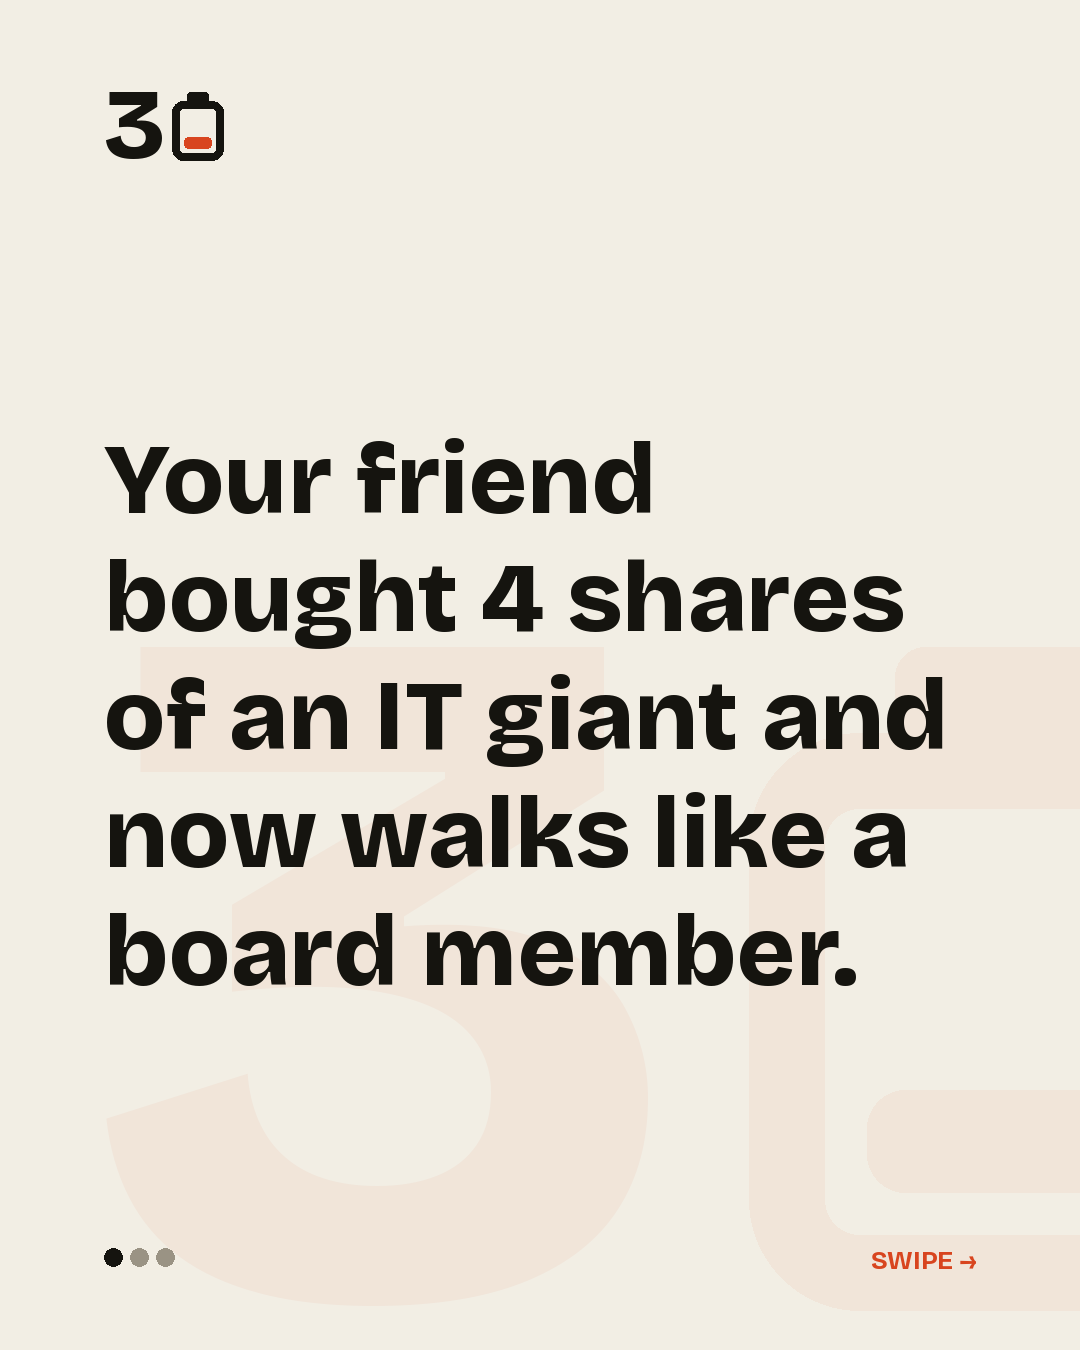 3
Your friend
bought 4 shares
of an IT giant and
now walks like a
board member.
SWIPE →